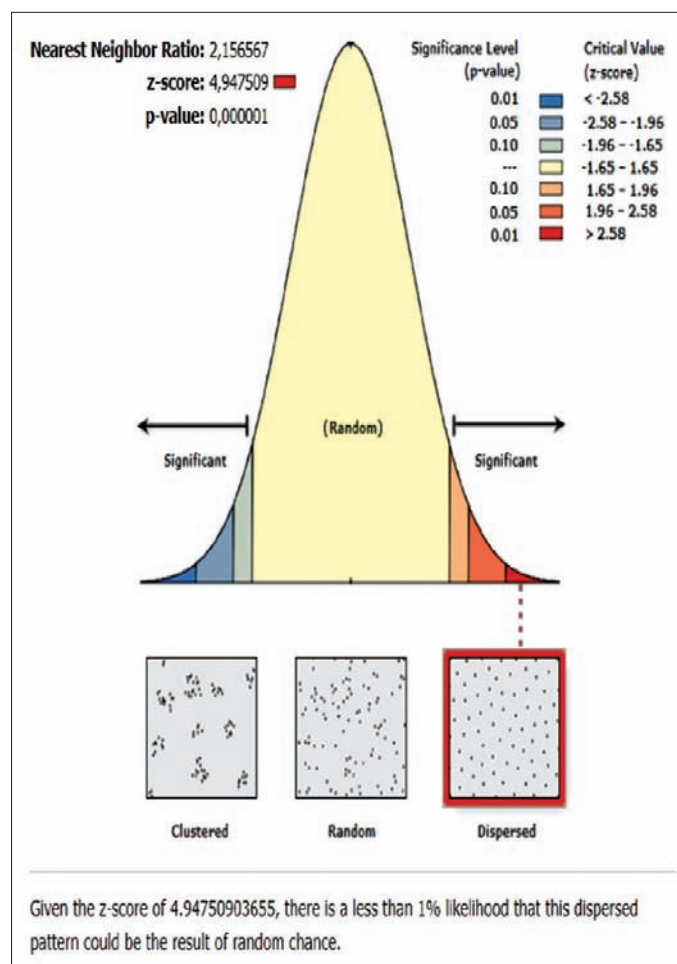 Nearest Neighbor Ratio: 2,156567
z-score: 4,947509
p-value: 0,000001
Significance Level
(p-value)
Critical Value
(z-score)
0.01 < -2.58
0.05 -2.58 – -1.96
0.10 -1.96 – -1.65
--- -1.65 – 1.65
0.10 1.65 – 1.96
0.05 1.96 – 2.58
0.01 > 2.58
(Random)
Significant Significant
Clustered Random Dispersed
Given the z-score of 4.94750903655, there is a less than 1% likelihood that this dispersed
pattern could be the result of random chance.